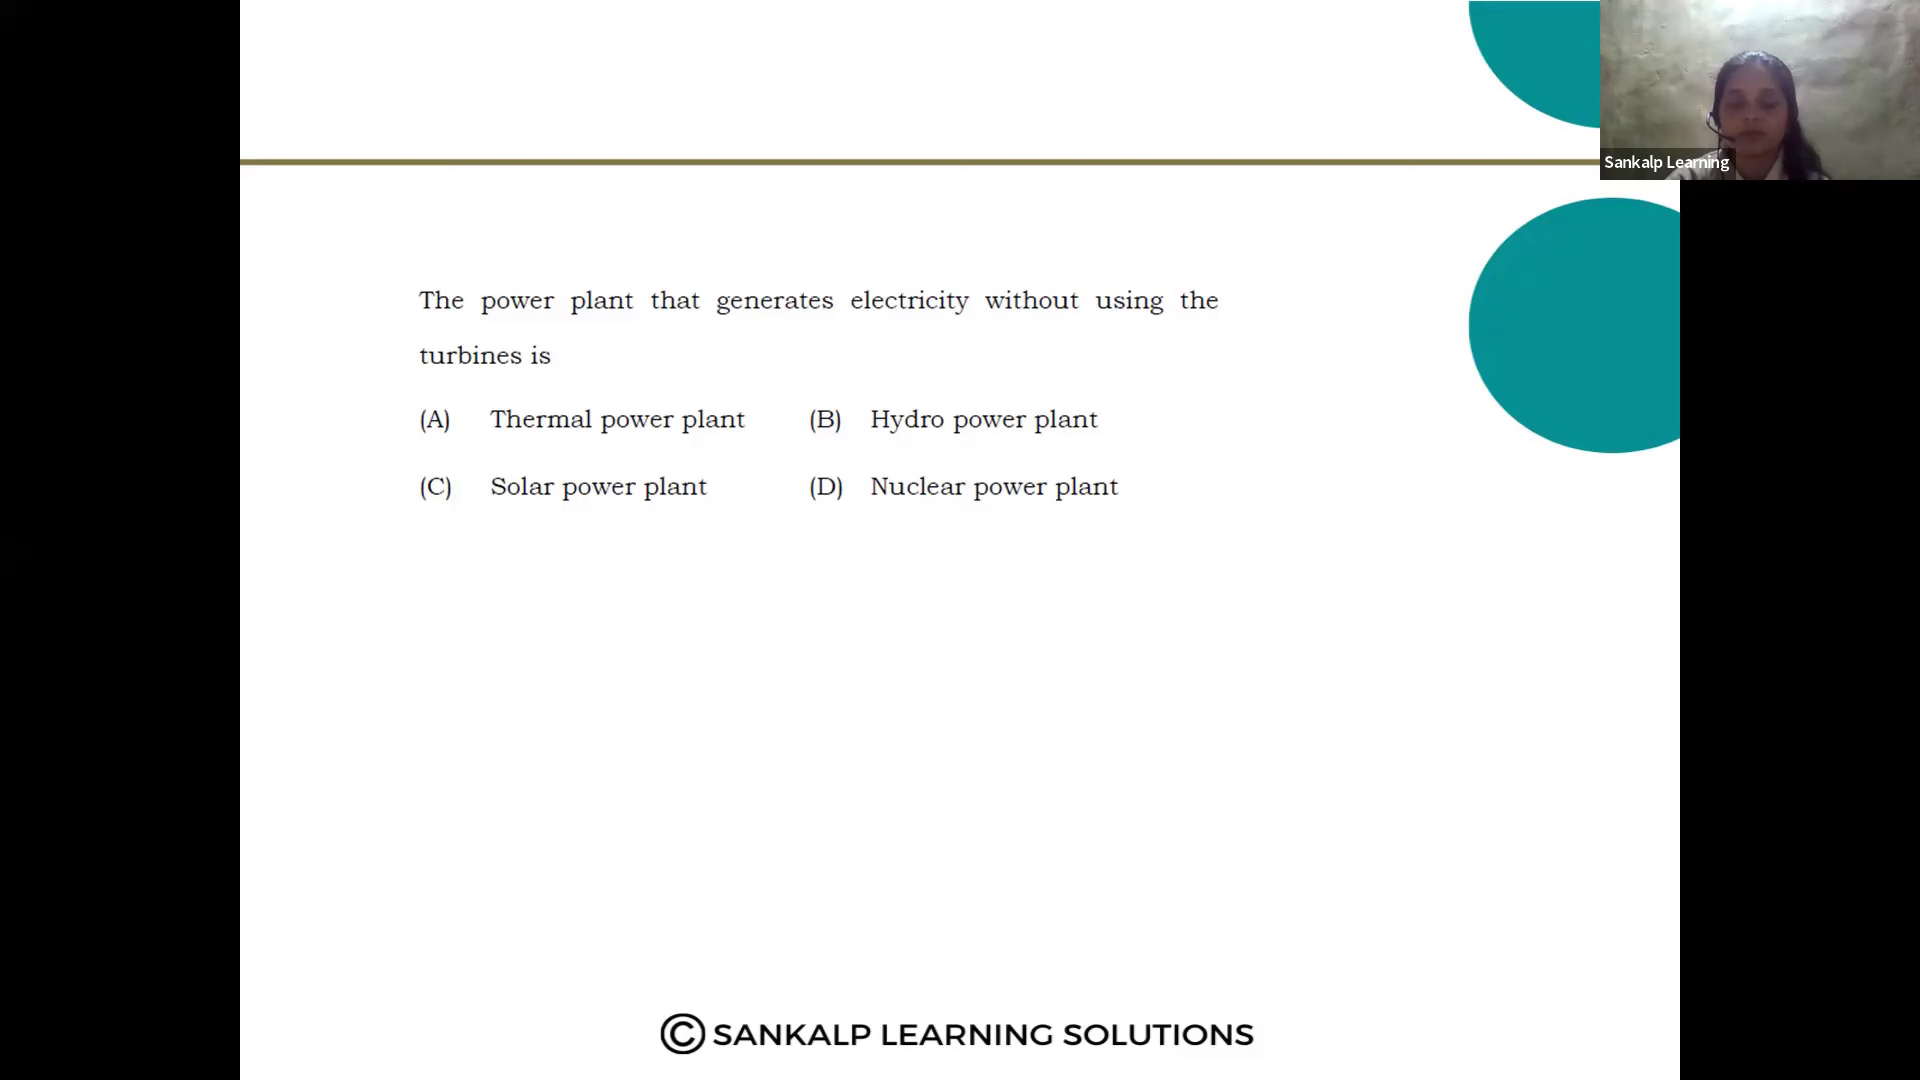 Sankalp Learning
The power plant that generates electricity without using the
turbines is
(A) Thermal power plant (B) Hydro power plant
(C) Solar power plant (D) Nuclear power plant
© SANKALP LEARNING SOLUTIONS